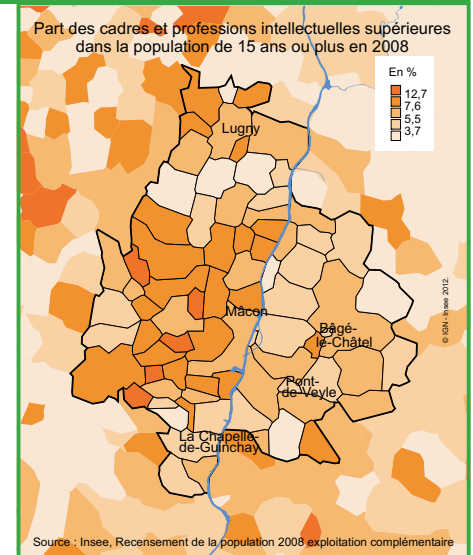 Part des cadres et professions intellectuelles supérieures
dans la population de 15 ans ou plus en 2008
En %
12,7
7,6
5,5
3,7
Lugny
Mâcon
Bâgé-
le-Châtel
Pont-
de-Veyle
La Chapelle-
de-Guinchay
© IGN - Insee 2012.
Source : Insee, Recensement de la population 2008 exploitation complémentaire